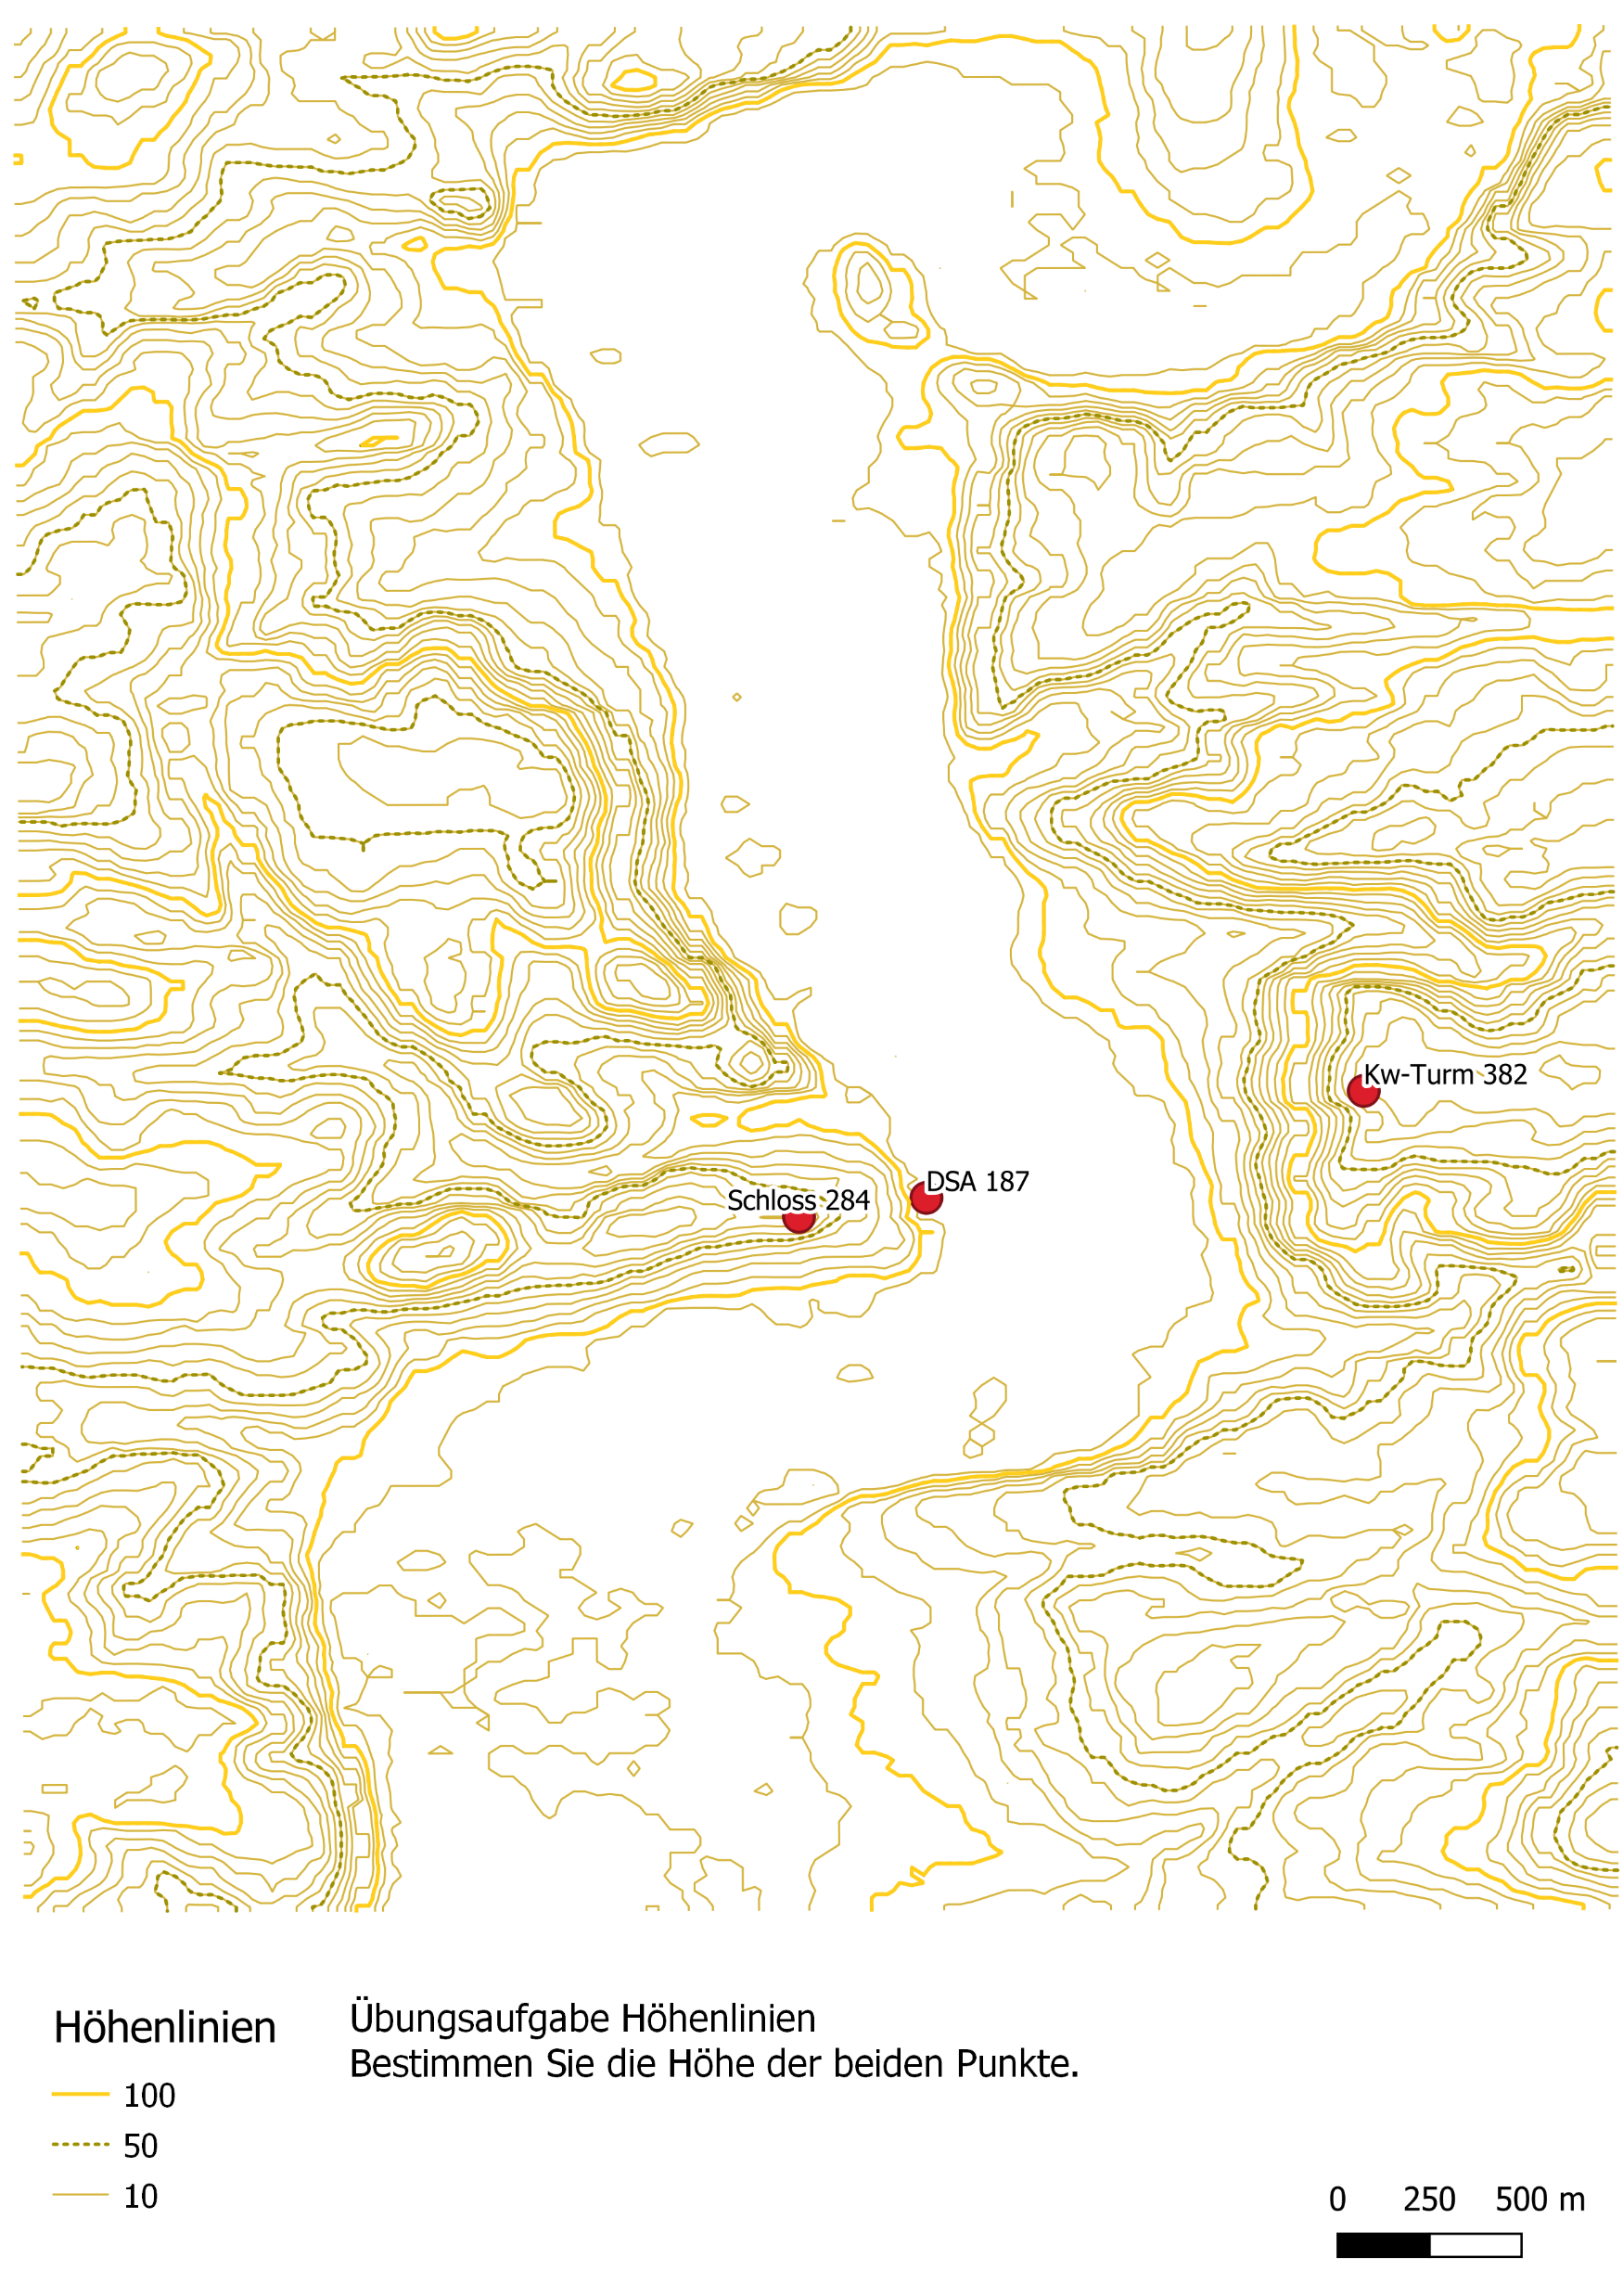 Kw-Turm 382
DSA 187
Schloss 284
Höhenlinien
100
50
10
Übungsaufgabe Höhenlinien
Bestimmen Sie die Höhe der beiden Punkte.
0 250 500 m